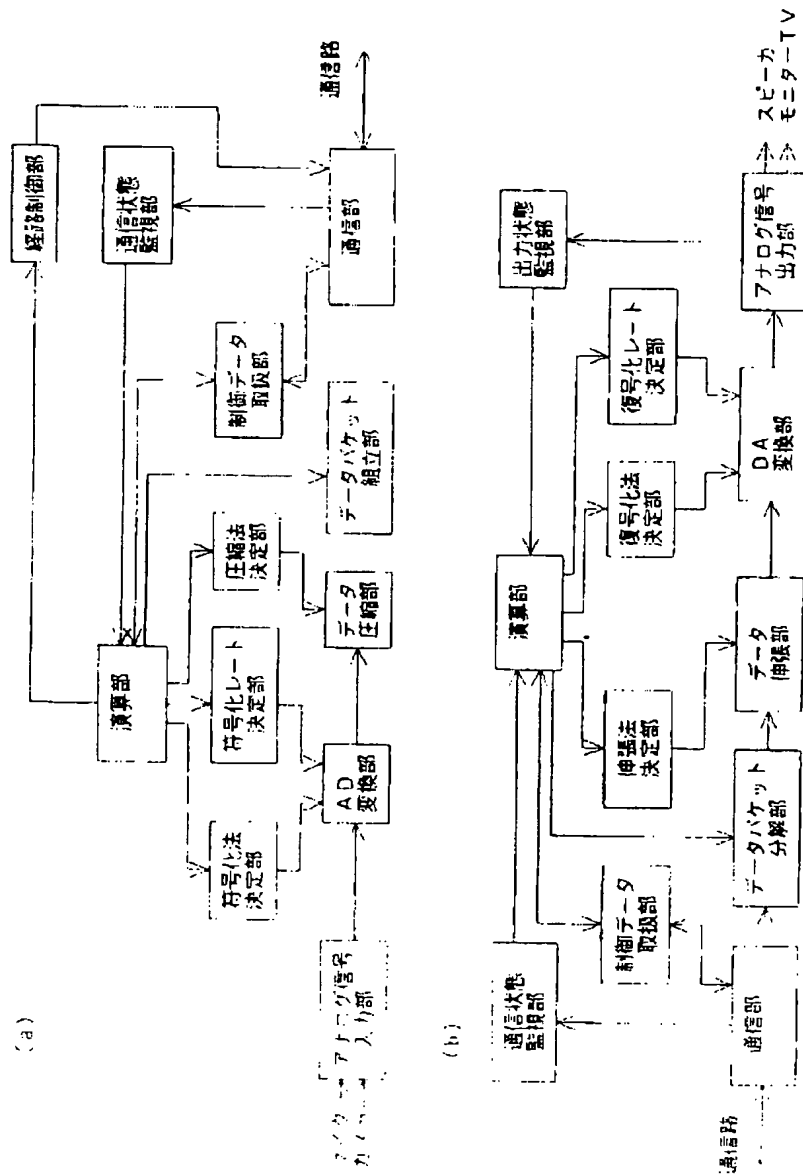 (a)
アナログ信号
入力部
符号化法
決定部
符号化レート
決定部
AD
変換部
演算部
圧縮法
決定部
データ
圧縮部
データパケット
組立部
制御データ
取扱部
経路制御部
通信状態
監視部
通信部
通信路
(b)
通信路
通信部
通信状態
監視部
制御データ
取扱部
データパケット
分解部
伸張法
決定部
データ
伸張部
演算部
復号化法
決定部
復号化レート
決定部
DA
変換部
出力状態
監視部
アナログ信号
出力部
スピーカ
モニターTV